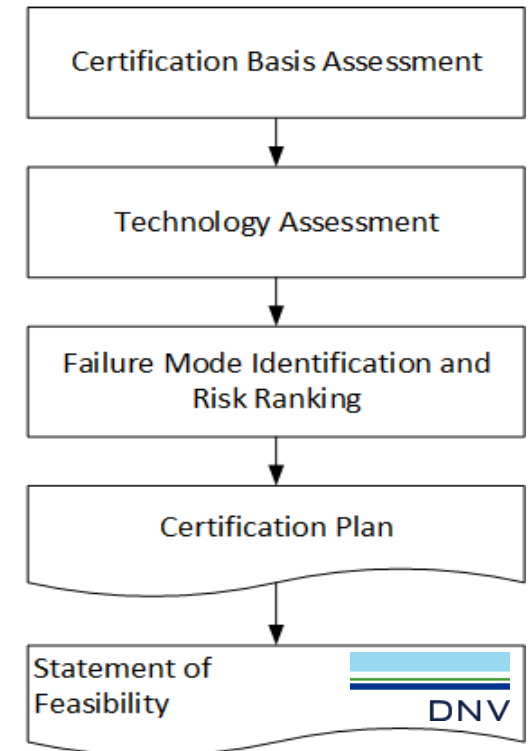 Certification Basis Assessment
Technology Assessment
Failure Mode Identification and
Risk Ranking
Certification Plan
Statement of
Feasibility
DNV